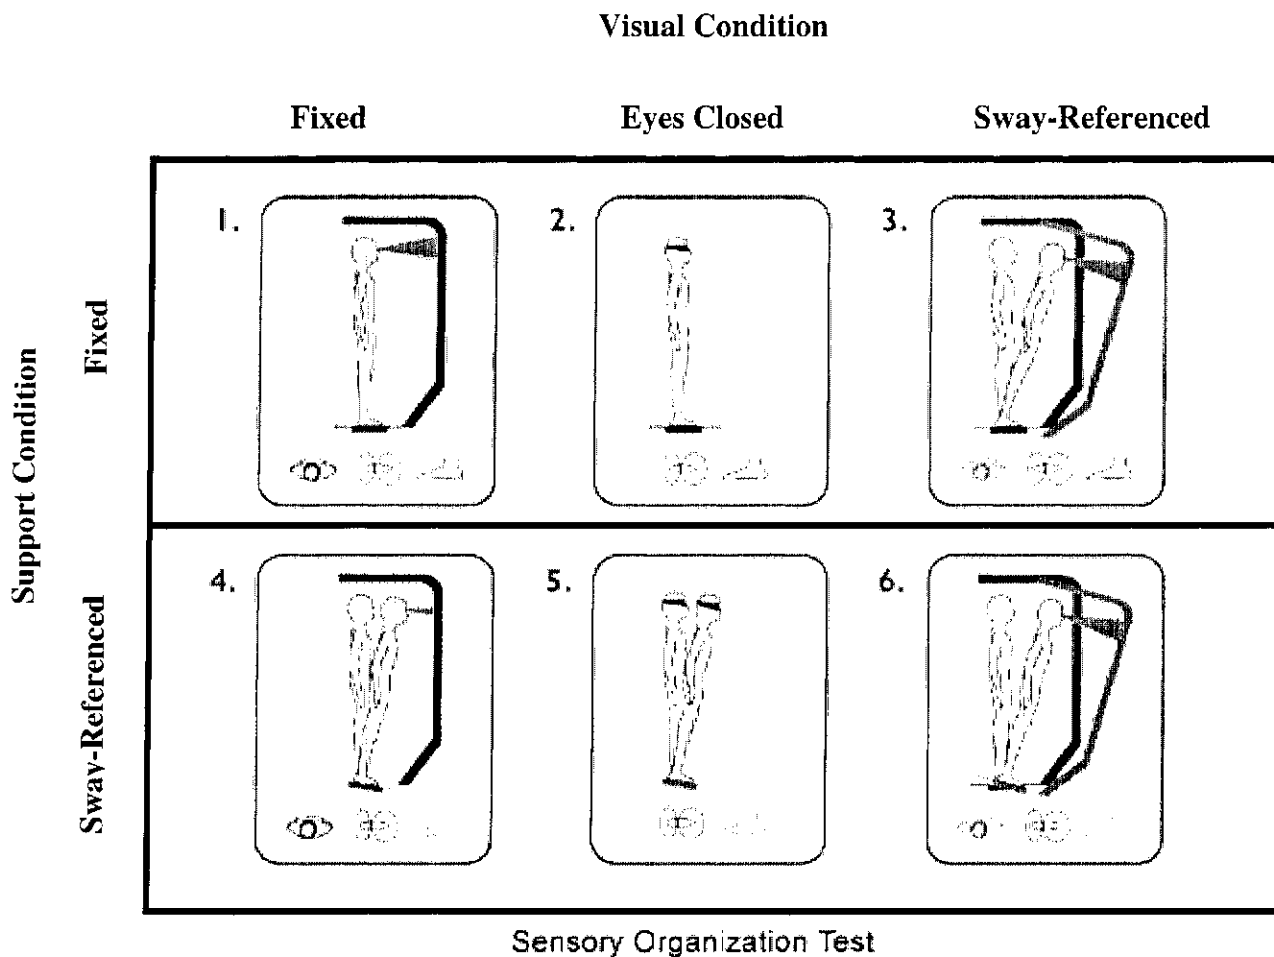 Visual Condition
Fixed
Eyes Closed
Sway-Referenced
Support Condition
Fixed
1.
2.
3.
Sway-Referenced
4.
5.
6.
Sensory Organization Test